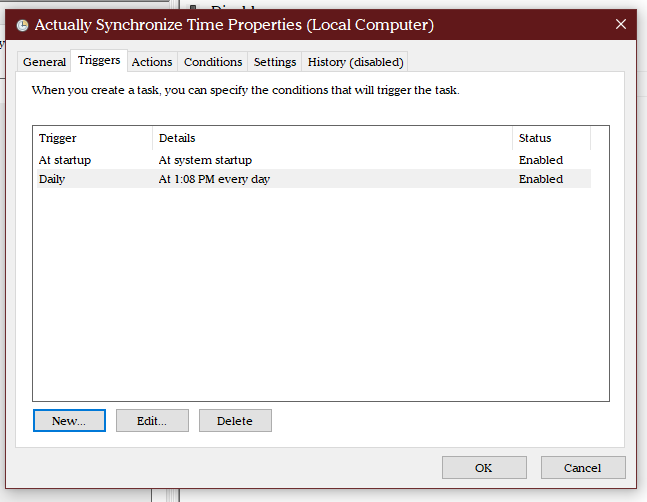 Actually Synchronize Time Properties (Local Computer)
General Triggers Actions Conditions Settings History (disabled)
When you create a task, you can specify the conditions that will trigger the task.
Trigger Details Status
At startup At system startup Enabled
Daily At 1:08 PM every day Enabled
New... Edit... Delete
OK Cancel